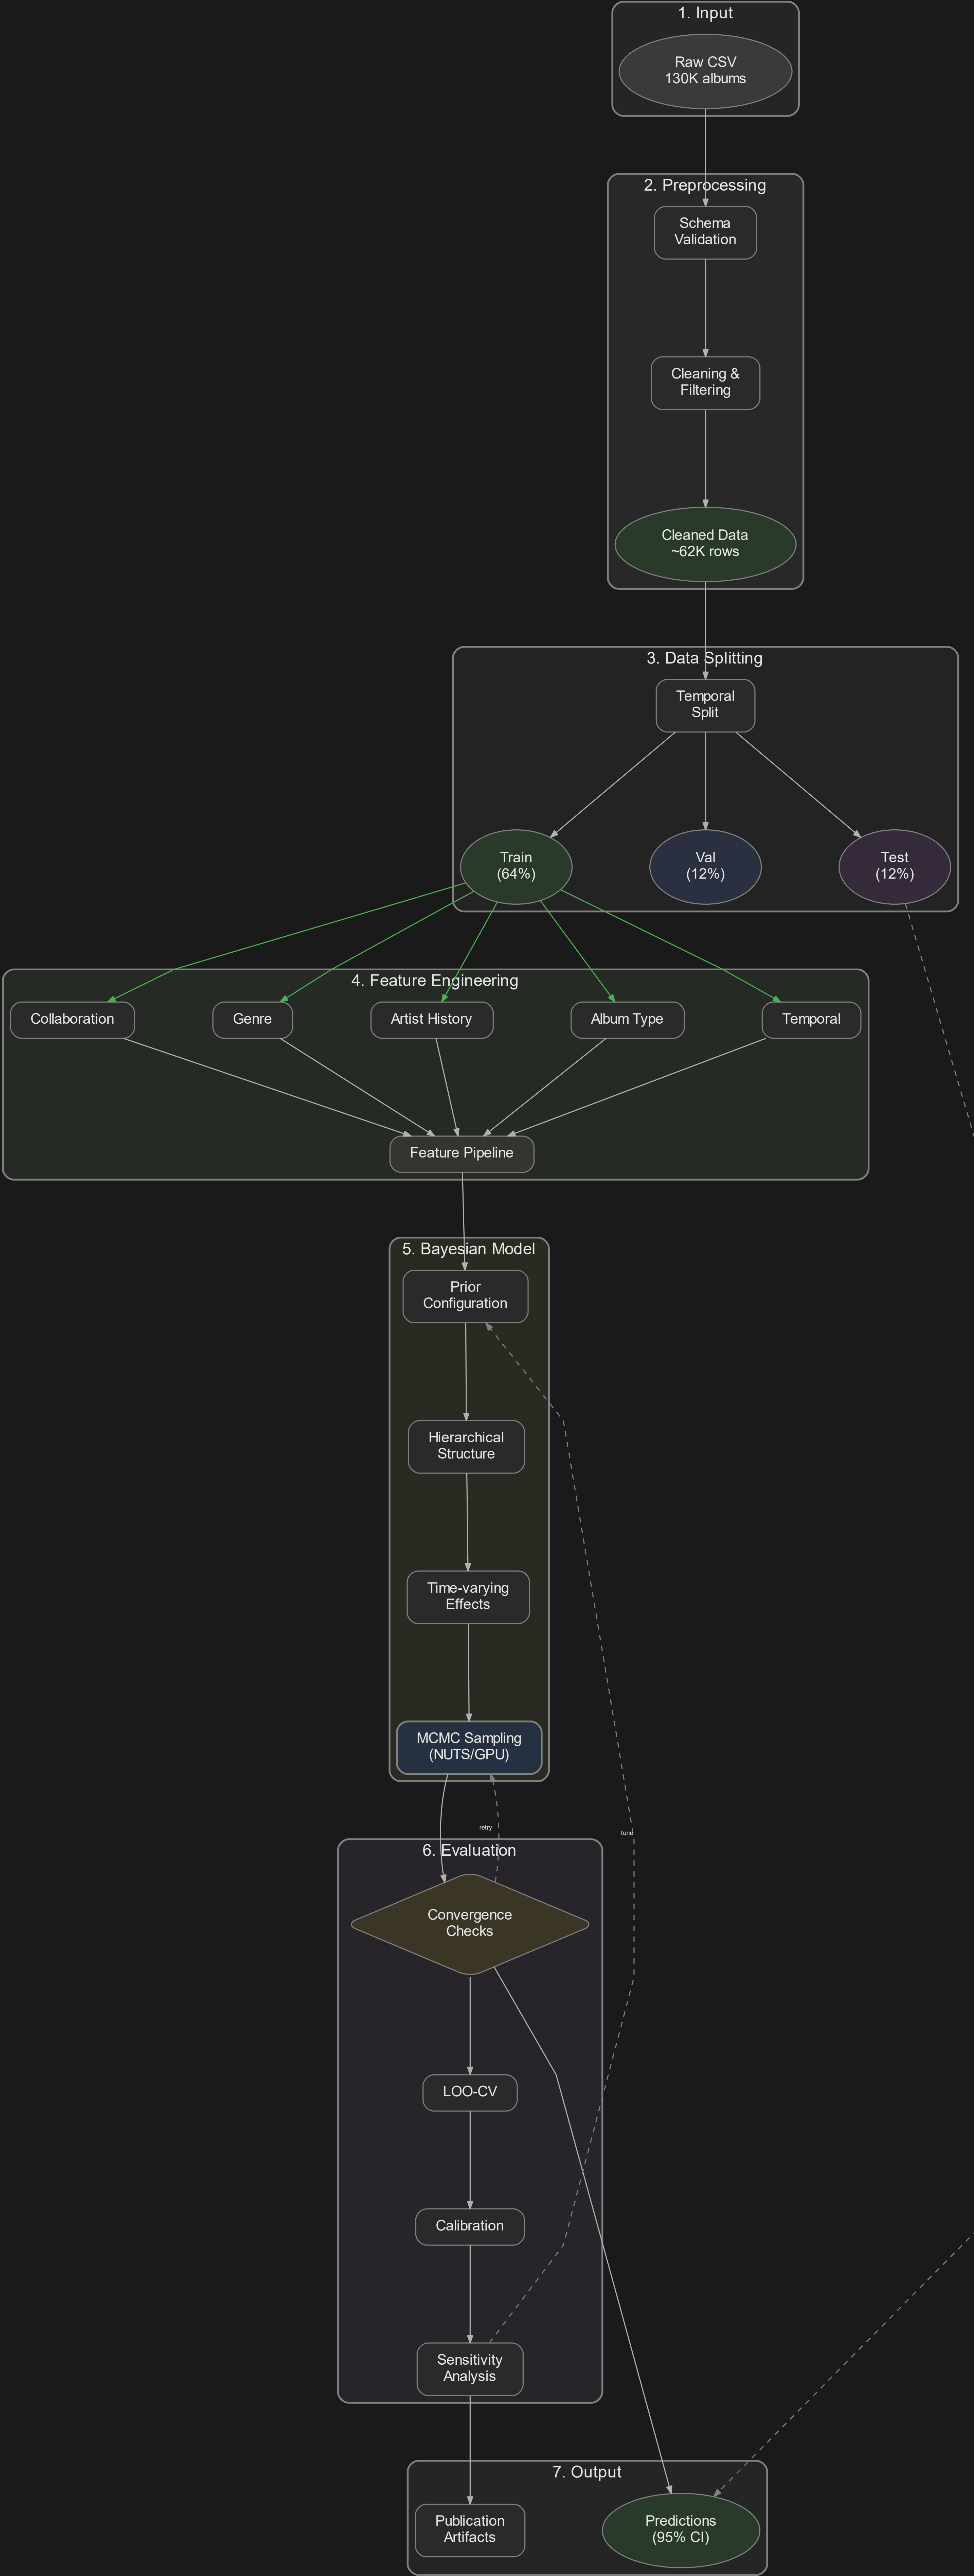 1. Input
Raw CSV
130K albums
2. Preprocessing
Schema
Validation
Cleaning &
Filtering
Cleaned Data
~62K rows
3. Data Splitting
Temporal
Split
Train
(64%)
Val
(12%)
Test
(12%)
4. Feature Engineering
Collaboration
Genre
Artist History
Album Type
Temporal
Feature Pipeline
5. Bayesian Model
Prior
Configuration
Hierarchical
Structure
Time-varying
Effects
MCMC Sampling
(NUTS/GPU)
retry
tune
6. Evaluation
Convergence
Checks
LOO-CV
Calibration
Sensitivity
Analysis
7. Output
Publication
Artifacts
Predictions
(95% CI)